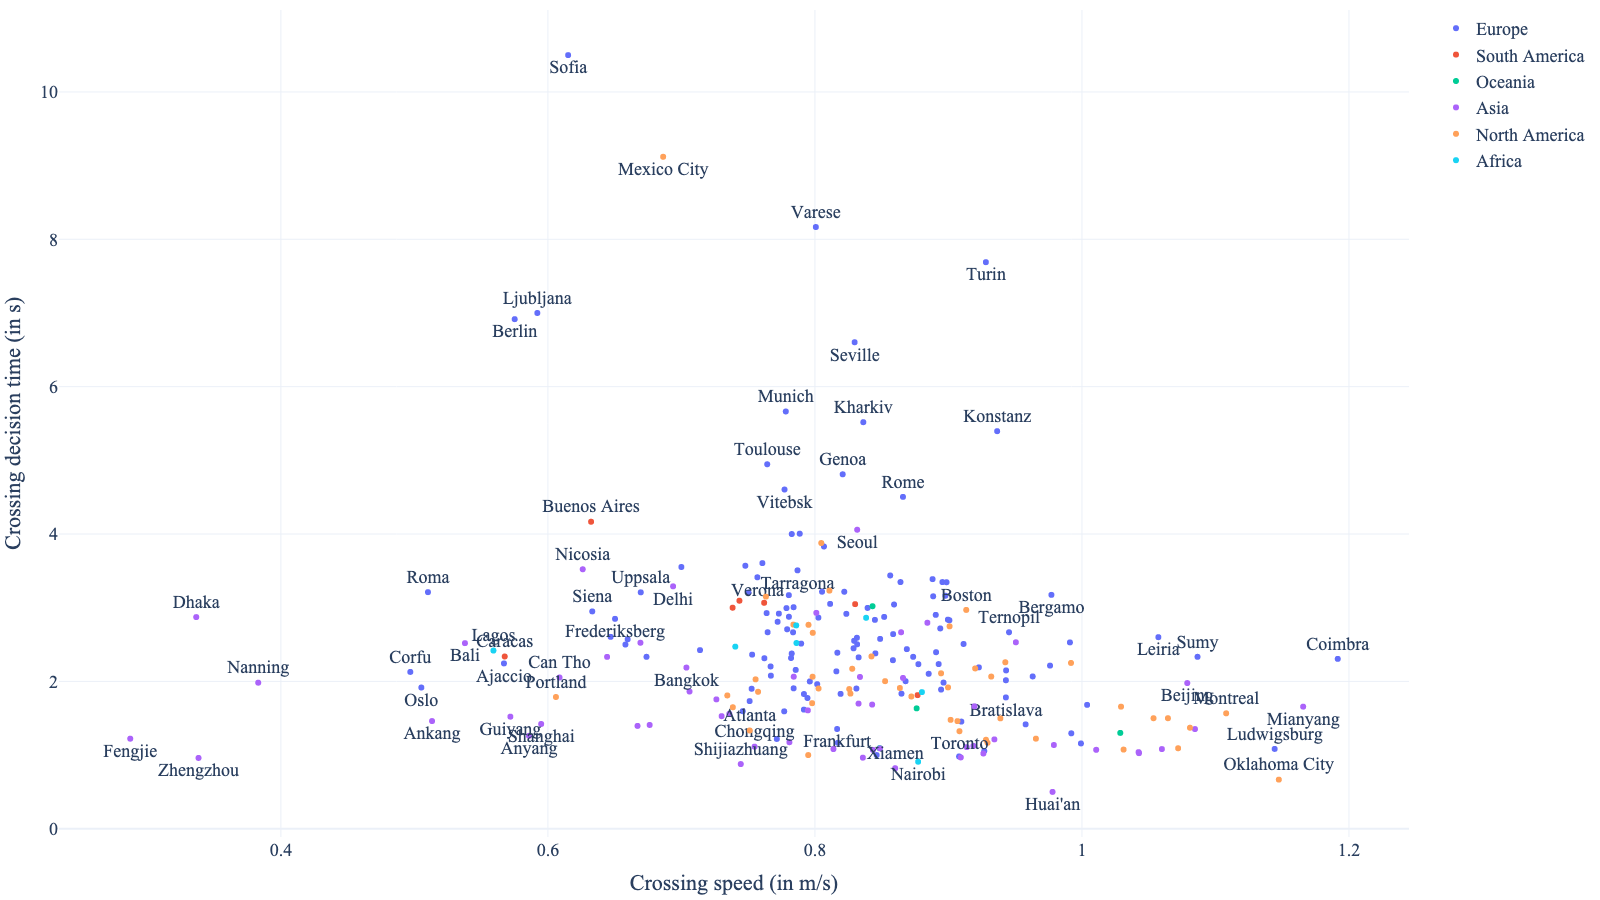 Europe
South America
Oceania
Asia
North America
Africa
10
8
6
4
2
0
Crossing decision time (in s)
Sofia
Mexico City
Varese
Turin
Ljubljana
Berlin
Seville
Munich
Kharkiv
Konstanz
Toulouse
Genoa
Rome
Vitebsk
Buenos Aires
Seoul
Nicosia
Roma
Uppsala
Tarragona
Verona
Delhi
Dhaka
Siena
Boston
Bergamo
Ternopil
Frederiksberg
Lagos
Caracas
Bali
Corfu
Leiria
Sumy
Coimbra
Nanning
Can Tho
Ajaccio
Portland
Bangkok
Oslo
Beijing
Montreal
Atlanta
Bratislava
Mianyang
Ankang
Guiyang
Shanghai
Chongqing
Ludwigsburg
Anyang
Shijiazhuang
Frankfurt
Toronto
Xiamen
Fengjie
Zhengzhou
Nairobi
Oklahoma City
Huai'an
0.4
0.6
0.8
1
1.2
Crossing speed (in m/s)